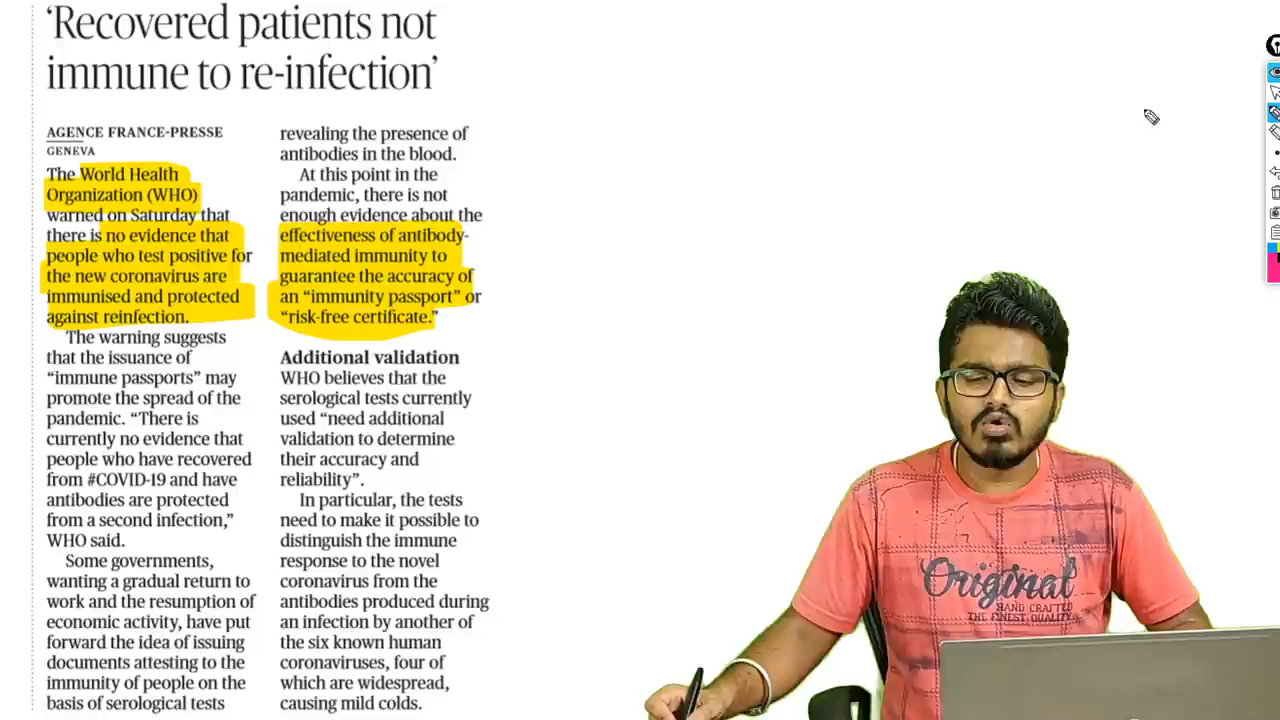 ‘Recovered patients not
immune to re-infection’
AGENCE FRANCE-PRESSE
GENEVA
The World Health
Organization (WHO)
warned on Saturday that
there is no evidence that
people who test positive for
the new coronavirus are
immunised and protected
against reinfection.
The warning suggests
that the issuance of
“immune passports” may
promote the spread of the
pandemic. “There is
currently no evidence that
people who have recovered
from #COVID-19 and have
antibodies are protected
from a second infection,”
WHO said.
Some governments,
wanting a gradual return to
work and the resumption of
economic activity, have put
forward the idea of issuing
documents attesting to the
immunity of people on the
basis of serological tests
revealing the presence of
antibodies in the blood.
At this point in the
pandemic, there is not
enough evidence about the
effectiveness of antibody-
mediated immunity to
guarantee the accuracy of
an “immunity passport” or
“risk-free certificate.”
Additional validation
WHO believes that the
serological tests currently
used “need additional
validation to determine
their accuracy and
reliability”.
In particular, the tests
need to make it possible to
distinguish the immune
response to the novel
coronavirus from the
antibodies produced during
an infection by another of
the six known human
coronaviruses, four of
which are widespread,
causing mild colds.
Original
HAND CRAFTED
THE FINEST QUALITY